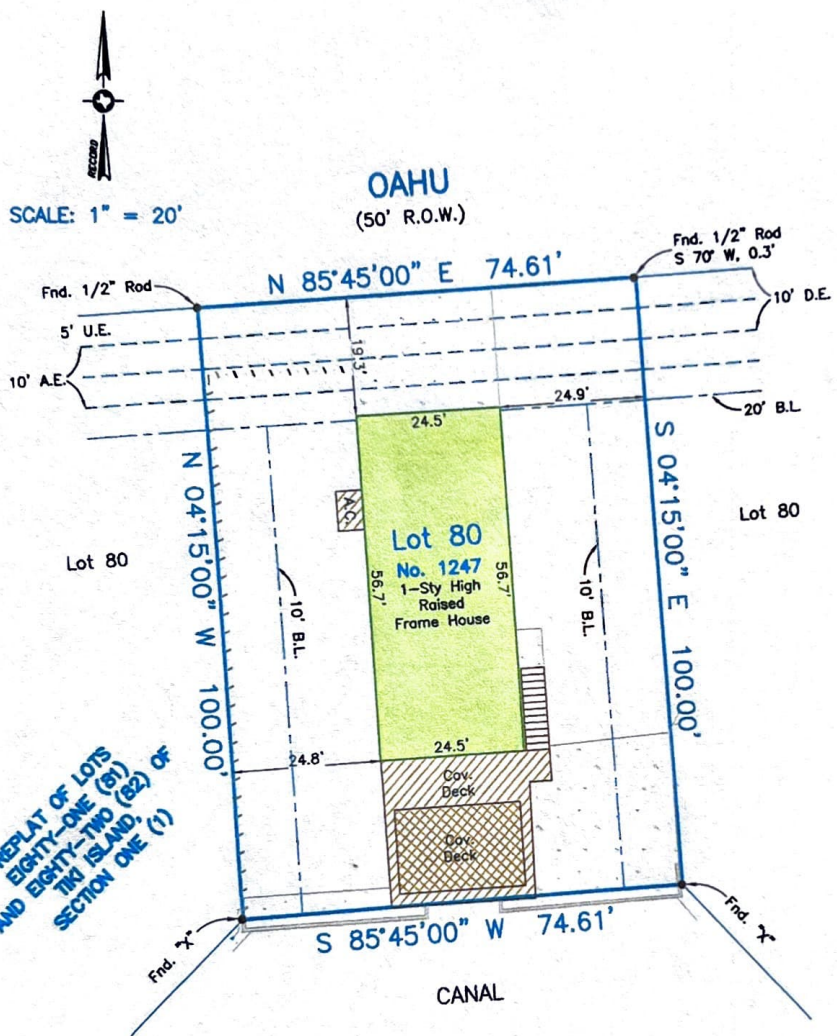 RECORD
SCALE: 1" = 20'
OAHU
(50' R.O.W.)
Fnd. 1/2" Rod
S 70° W, 0.3'
Fnd. 1/2" Rod
N 85°45'00" E 74.61'
10' D.E.
5' U.E.
10' A.E.
19.3'
24.9'
20' B.L.
24.5'
N 04°15'00" W 100.00'
S 04°15'00" E 100.00'
A.C.
Lot 80
Lot 80
No. 1247
1-Sty High
Raised
Frame House
Lot 80
56.7'
56.7'
10' B.L.
10' B.L.
24.5'
24.8'
Cov.
Deck
Cov.
Deck
REPLAT OF LOTS
EIGHTY-ONE (81)
AND EIGHTY-TWO (82) OF
TIKI ISLAND,
SECTION ONE (1)
Fnd. "X"
S 85°45'00" W 74.61'
Fnd. "X"
CANAL